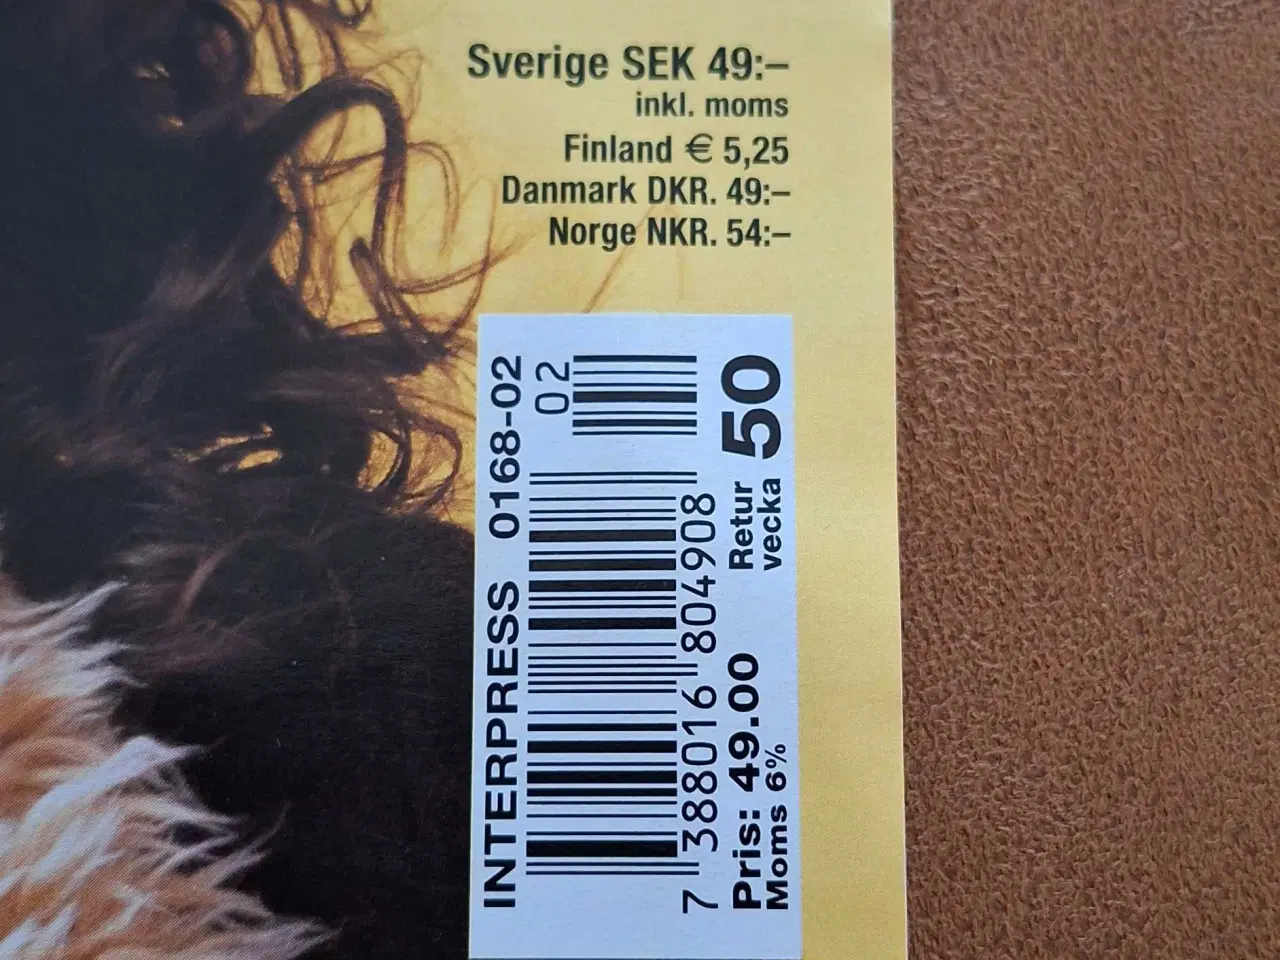 Sverige SEK 49:–
inkl. moms
Finland € 5,25
Danmark DKR. 49:–
Norge NKR. 54:–
INTERPRESS 0168-02
02
7 388016 804908
Retur
vecka 50
Pris: 49.00
Moms 6%